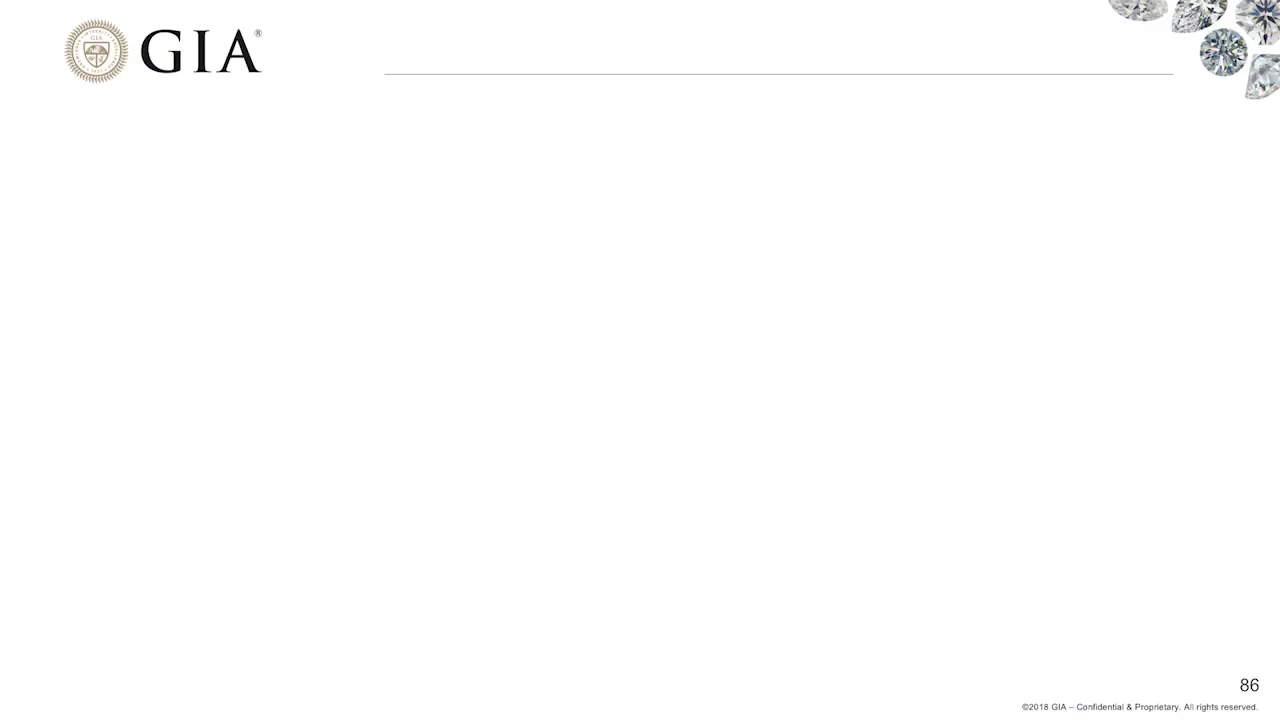 GIA®
86
©2018 GIA – Confidential & Proprietary. All rights reserved.